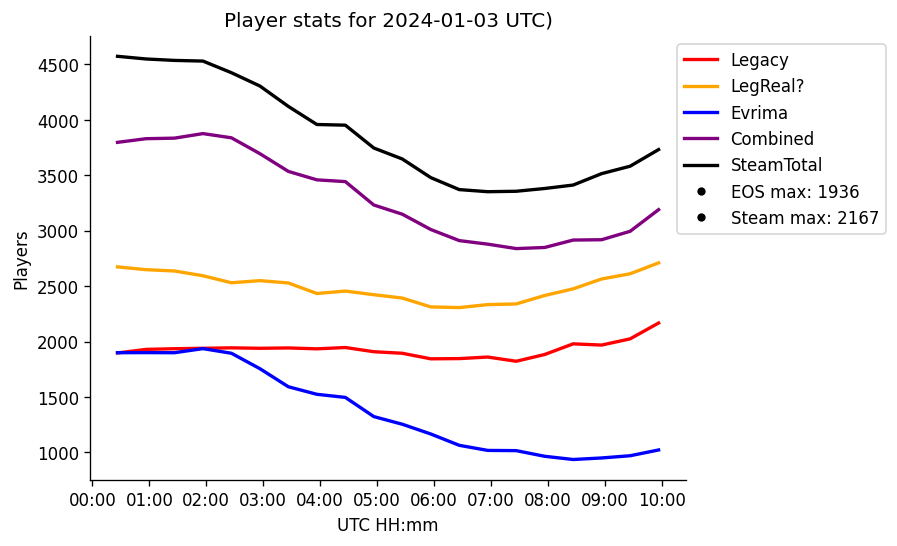 Player stats for 2024-01-03 UTC)
Legacy
LegReal?
Evrima
Combined
SteamTotal
EOS max: 1936
Steam max: 2167
Players
4500
4000
3500
3000
2500
2000
1500
1000
00:00 01:00 02:00 03:00 04:00 05:00 06:00 07:00 08:00 09:00 10:00
UTC HH:mm